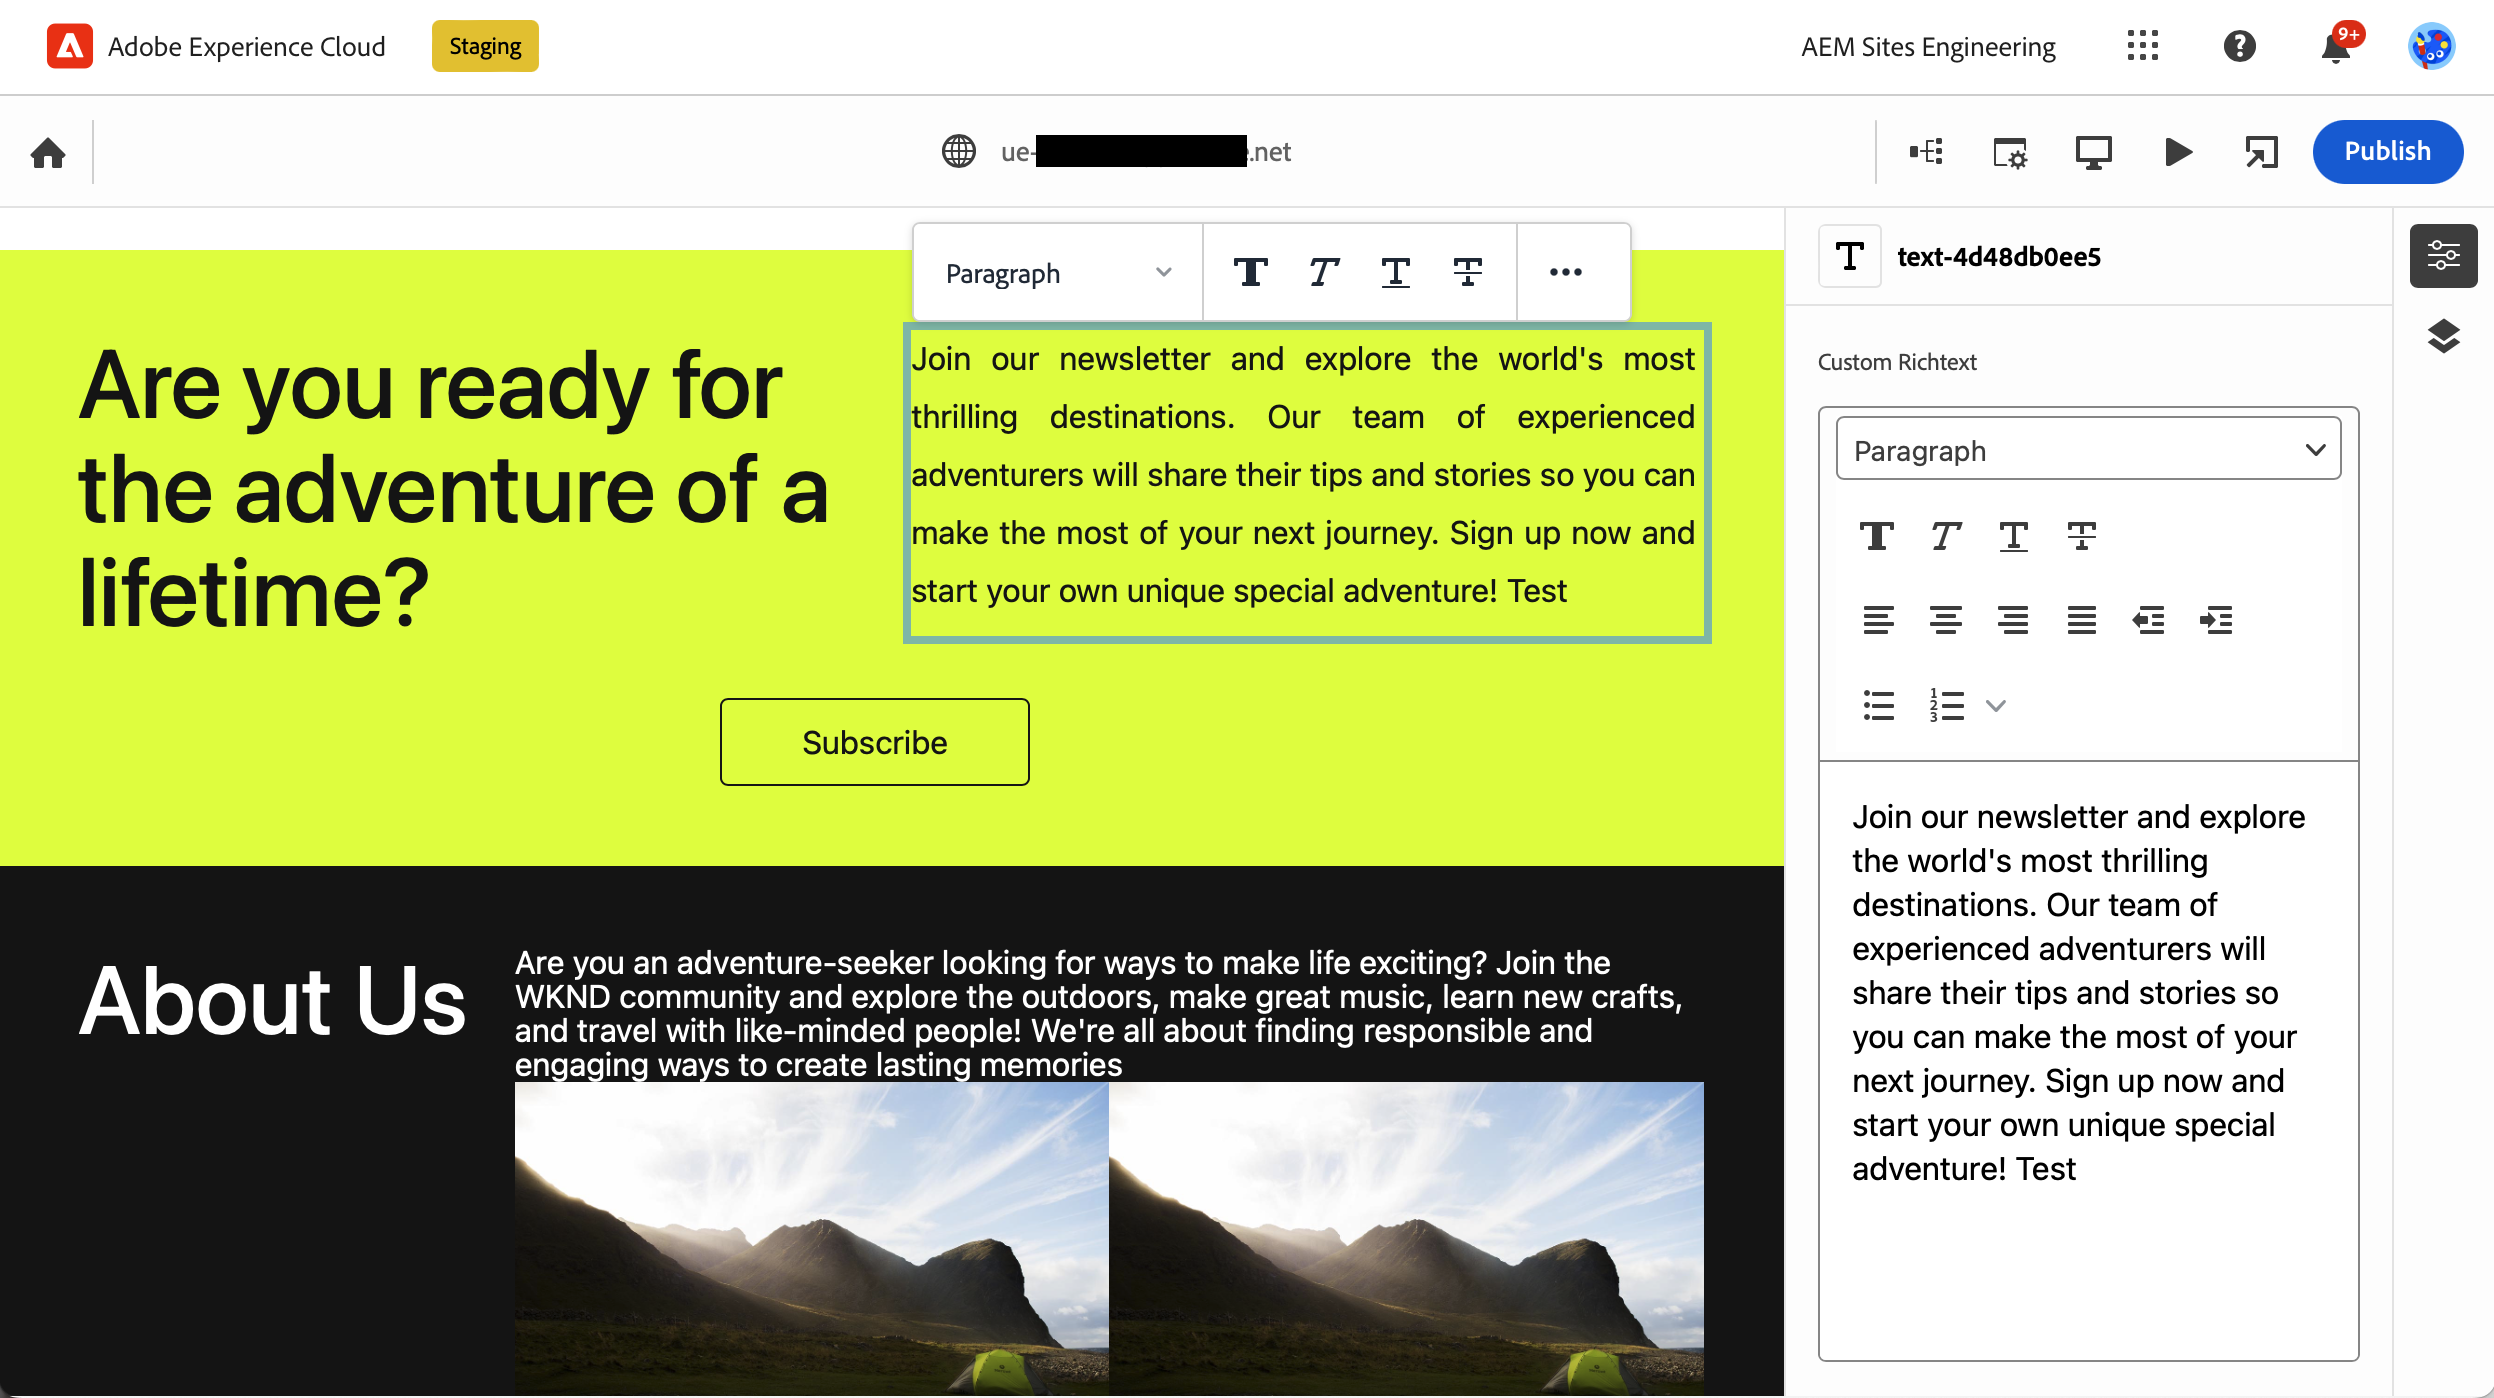 Adobe Experience Cloud
Staging
AEM Sites Engineering
9+
ue-
.net
Publish
Paragraph
T T T T
Are you ready for
the adventure of a
lifetime?
Join our newsletter and explore the world's most
thrilling destinations. Our team of experienced
adventurers will share their tips and stories so you can
make the most of your next journey. Sign up now and
start your own unique special adventure! Test
Subscribe
About Us
Are you an adventure-seeker looking for ways to make life exciting? Join the
WKND community and explore the outdoors, make great music, learn new crafts,
and travel with like-minded people! We're all about finding responsible and
engaging ways to create lasting memories
T text-4d48db0ee5
Custom Richtext
Paragraph
T T T T
1
2
3
Join our newsletter and explore
the world's most thrilling
destinations. Our team of
experienced adventurers will
share their tips and stories so
you can make the most of your
next journey. Sign up now and
start your own unique special
adventure! Test